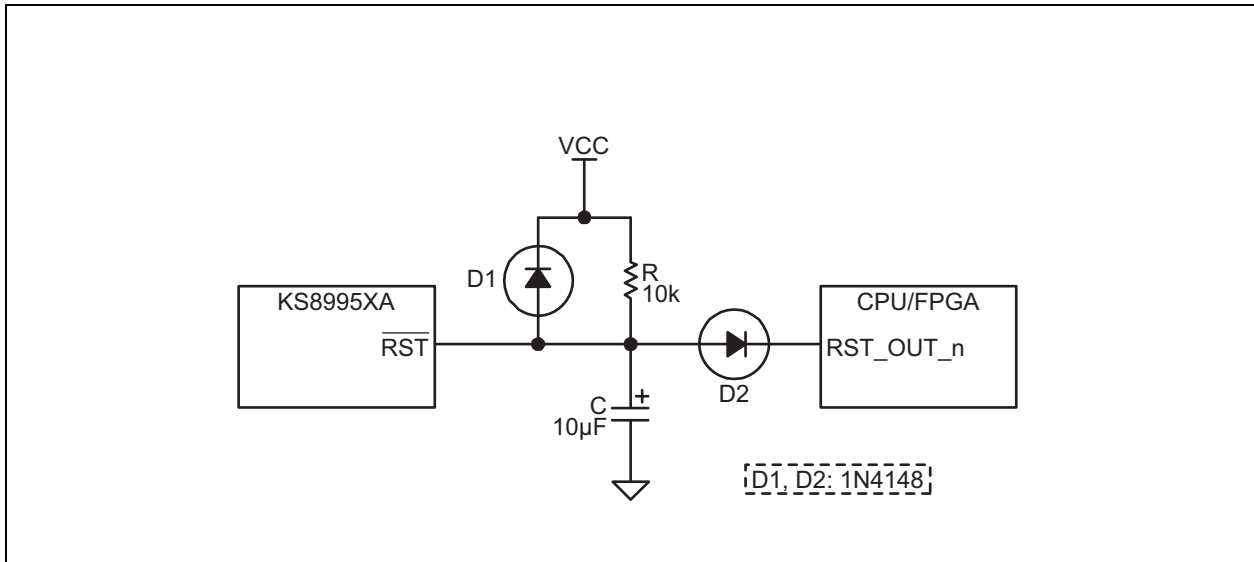 VCC
D1
R
10k
KS8995XA
RST
CPU/FPGA
RST_OUT_n
D2
C
+
10µF
D1, D2: 1N4148